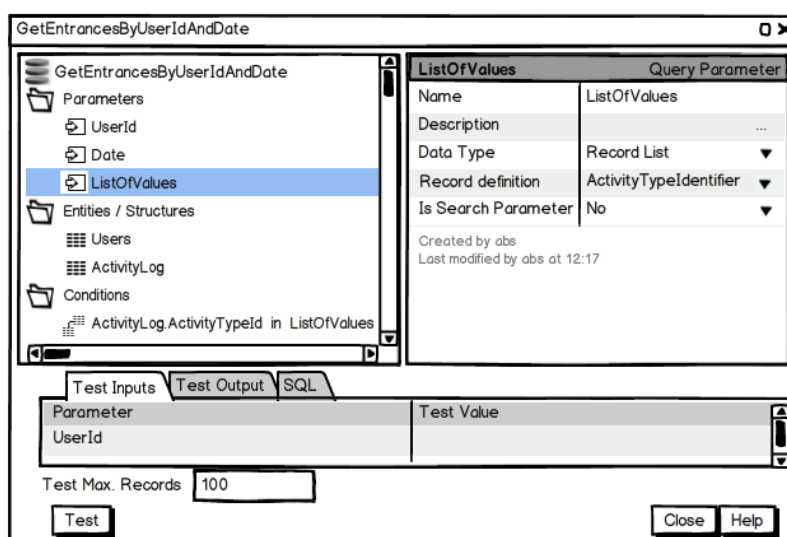 GetEntrancesByUserIdAndDate
GetEntrancesByUserIdAndDate
Parameters
UserId
Date
ListOfValues
Entities / Structures
Users
ActivityLog
Conditions
ActivityLog.ActivityTypeId in ListOfValues
ListOfValues Query Parameter
Name ListOfValues
Description ...
Data Type Record List
Record definition ActivityTypeIdentifier
Is Search Parameter No
Created by abs
Last modified by abs at 12:17
Test Inputs Test Output SQL
Parameter Test Value
UserId
Test Max. Records 100
Test Close Help